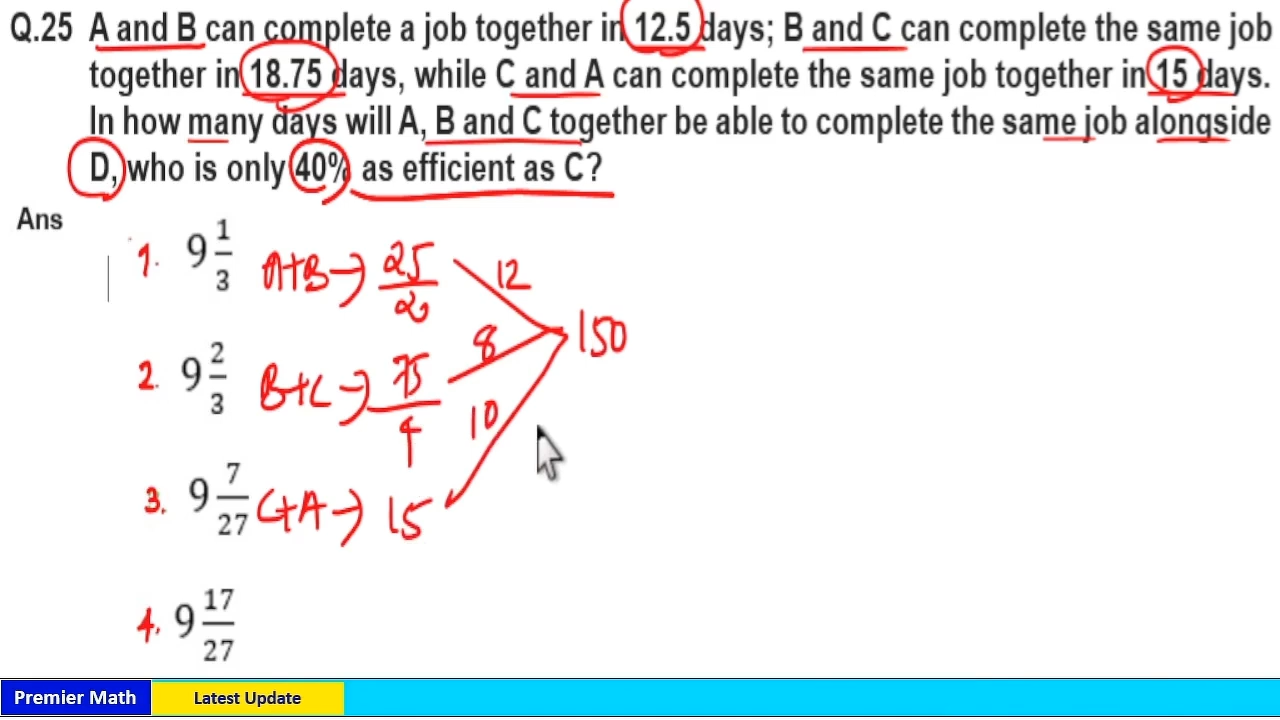 Q.25 A and B can complete a job together in 12.5 days; B and C can complete the same job
together in 18.75 days, while C and A can complete the same job together in 15 days.
In how many days will A, B and C together be able to complete the same job alongside
D, who is only 40% as efficient as C?
Ans
1. 9 1/3
A+B → 25/2
12
150
8
2. 9 2/3
B+C → 75/4
10
3. 9 7/27
C+A → 15
4. 9 17/27
Premier Math
Latest Update